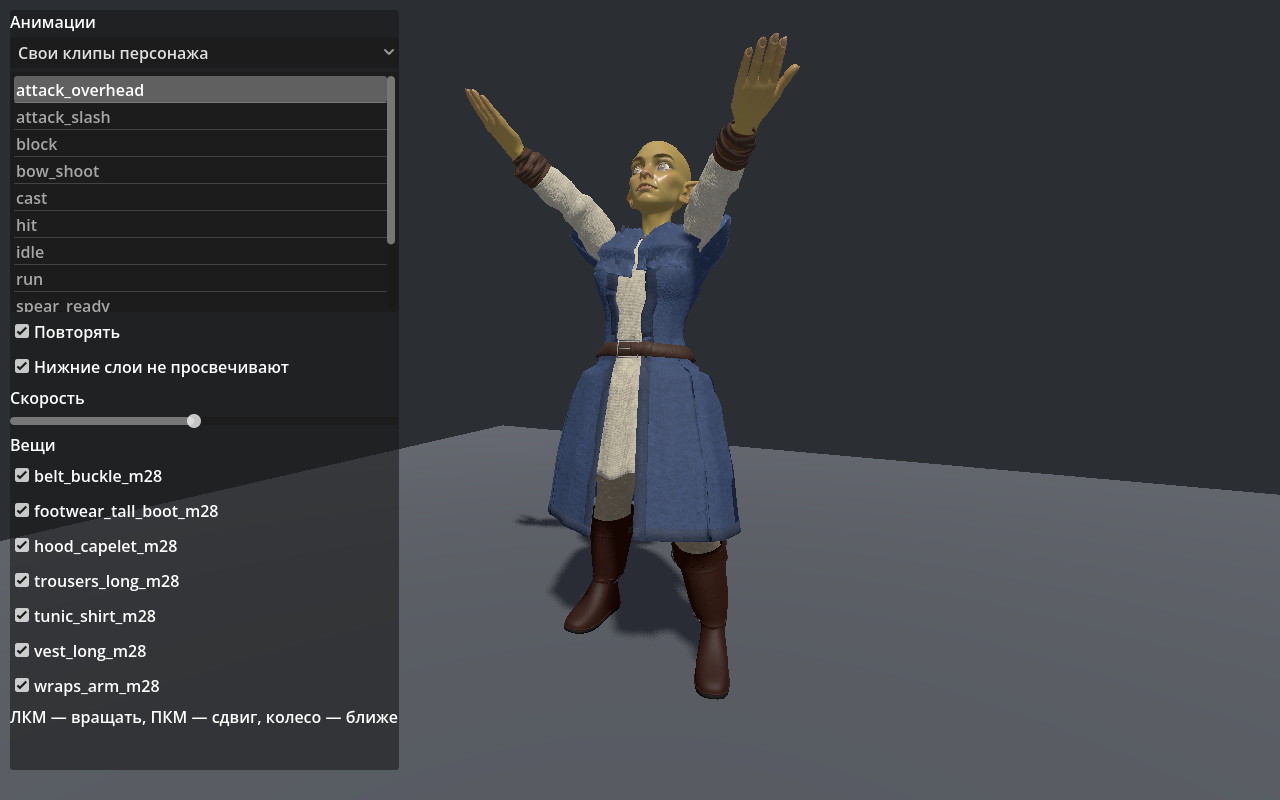 Анимации
Свои клипы персонажа
attack_overhead
attack_slash
block
bow_shoot
cast
hit
idle
run
spear_ready
Повторять
Нижние слои не просвечивают
Скорость
Вещи
belt_buckle_m28
footwear_tall_boot_m28
hood_capelet_m28
trousers_long_m28
tunic_shirt_m28
vest_long_m28
wraps_arm_m28
ЛКМ — вращать, ПКМ — сдвиг, колесо — ближе